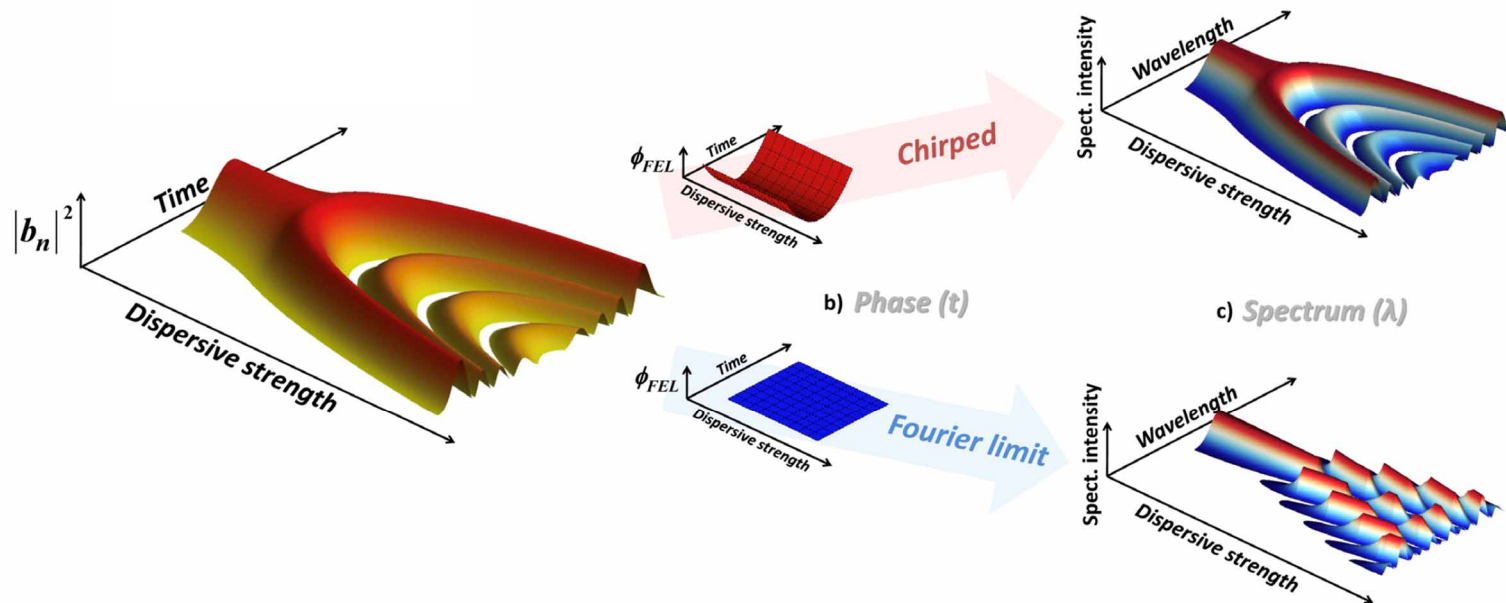 |b_n|²
Time
Dispersive strength
ϕ_FEL
Time
Dispersive strength
Chirped
Spect. intensity
Wavelength
Dispersive strength
b) Phase (t)
c) Spectrum (λ)
ϕ_FEL
Time
Dispersive strength
Fourier limit
Spect. intensity
Wavelength
Dispersive strength